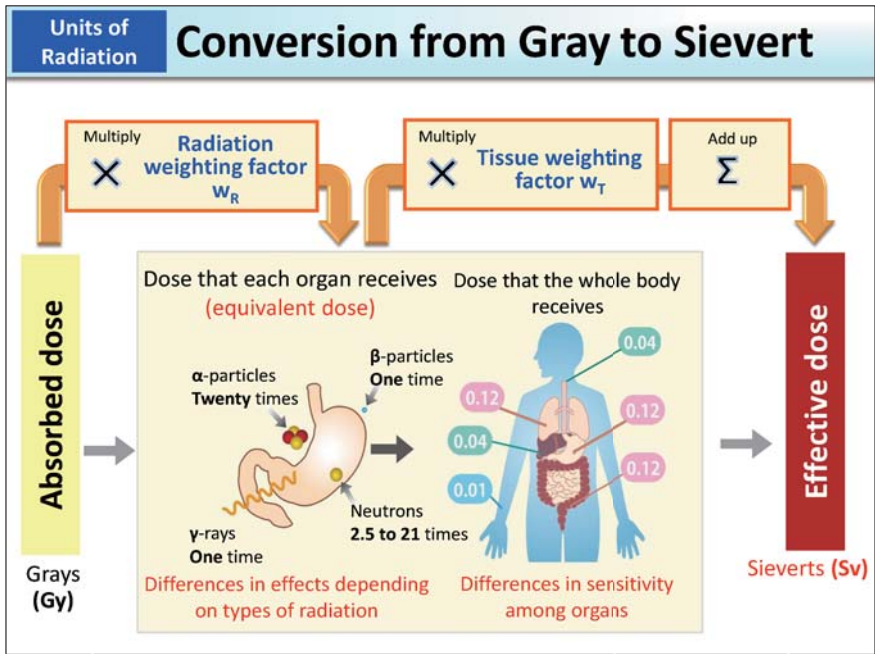 Units of
Radiation
Conversion from Gray to Sievert
Multiply
×
Radiation
weighting factor
wR
Multiply
×
Tissue weighting
factor wT
Add up
Σ
Absorbed dose
Grays
(Gy)
Dose that each organ receives
(equivalent dose)
α-particles
Twenty times
β-particles
One time
γ-rays
One time
Neutrons
2.5 to 21 times
Differences in effects depending
on types of radiation
Dose that the whole body
receives
0.04
0.12
0.12
0.04
0.12
0.01
Differences in sensitivity
among organs
Effective dose
Sieverts (Sv)